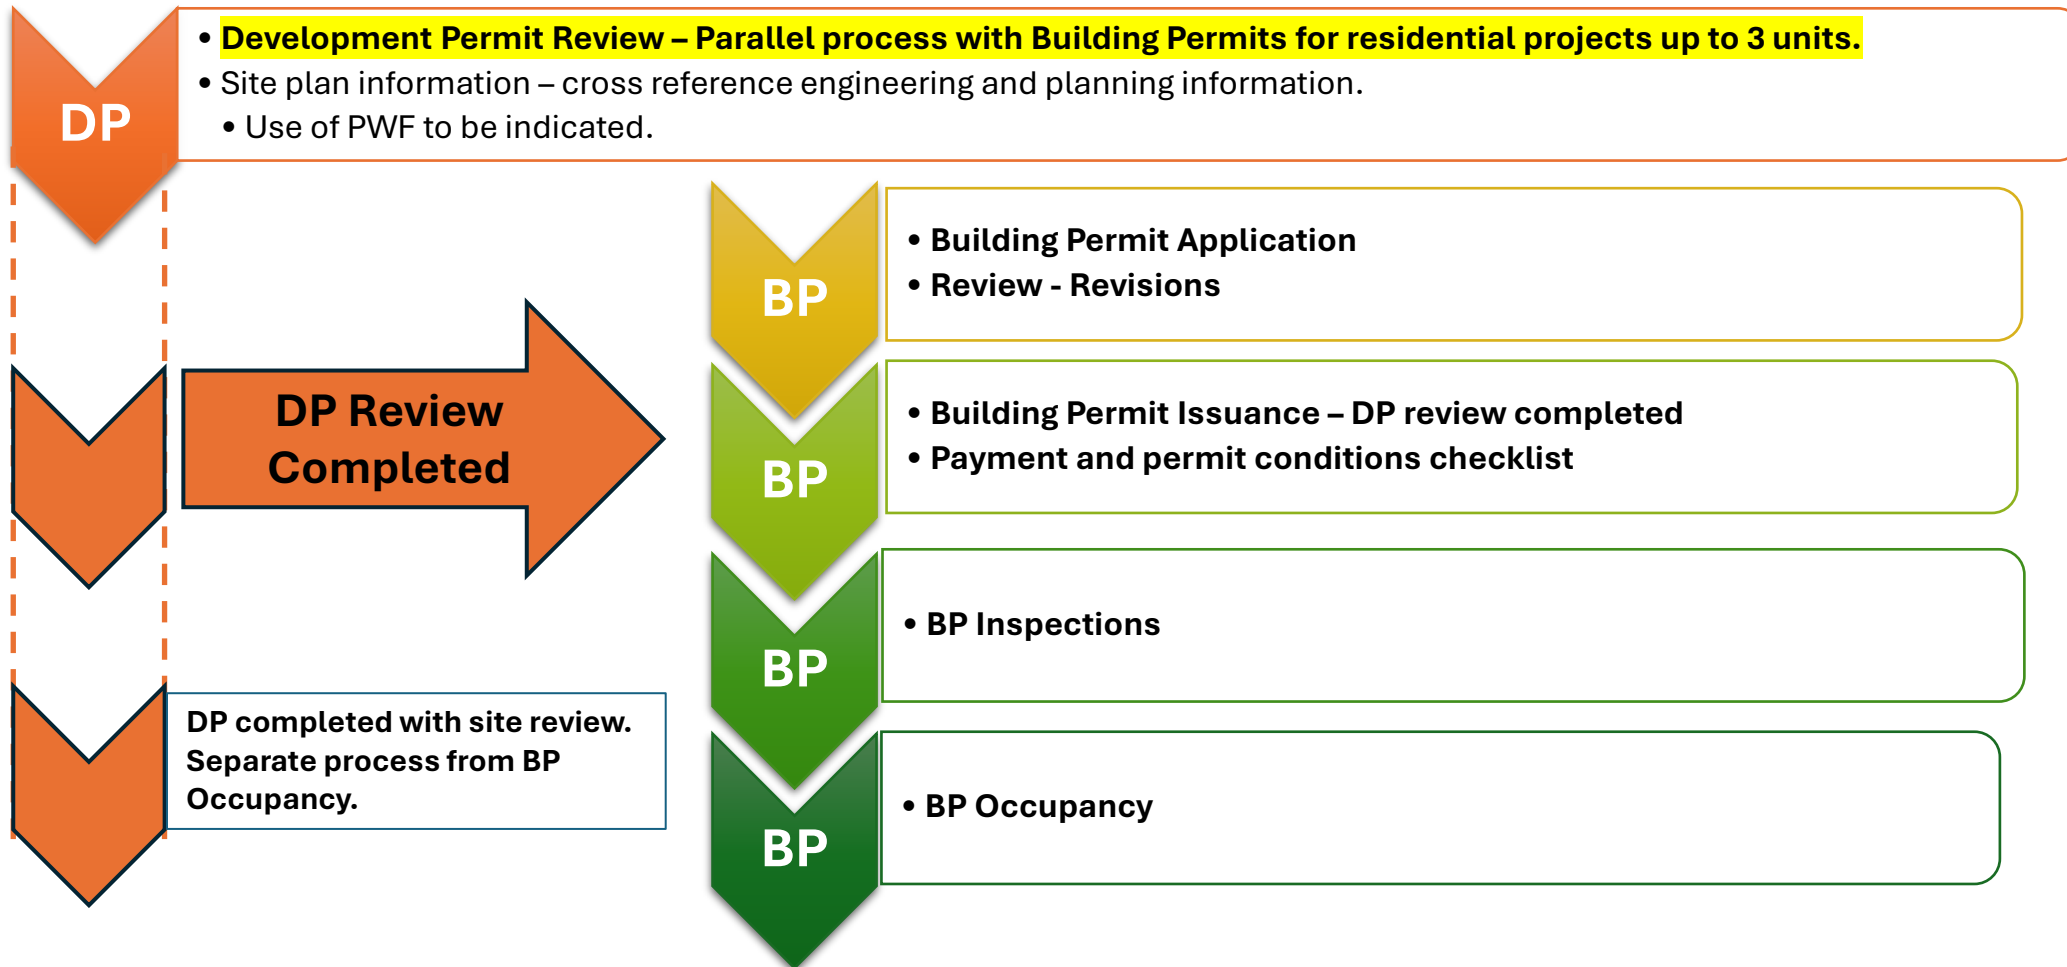 DP
• Development Permit Review – Parallel process with Building Permits for residential projects up to 3 units.
• Site plan information – cross reference engineering and planning information.
• Use of PWF to be indicated.
BP
• Building Permit Application
• Review - Revisions
DP Review
Completed
BP
• Building Permit Issuance – DP review completed
• Payment and permit conditions checklist
BP
• BP Inspections
DP completed with site review.
Separate process from BP
Occupancy.
BP
• BP Occupancy